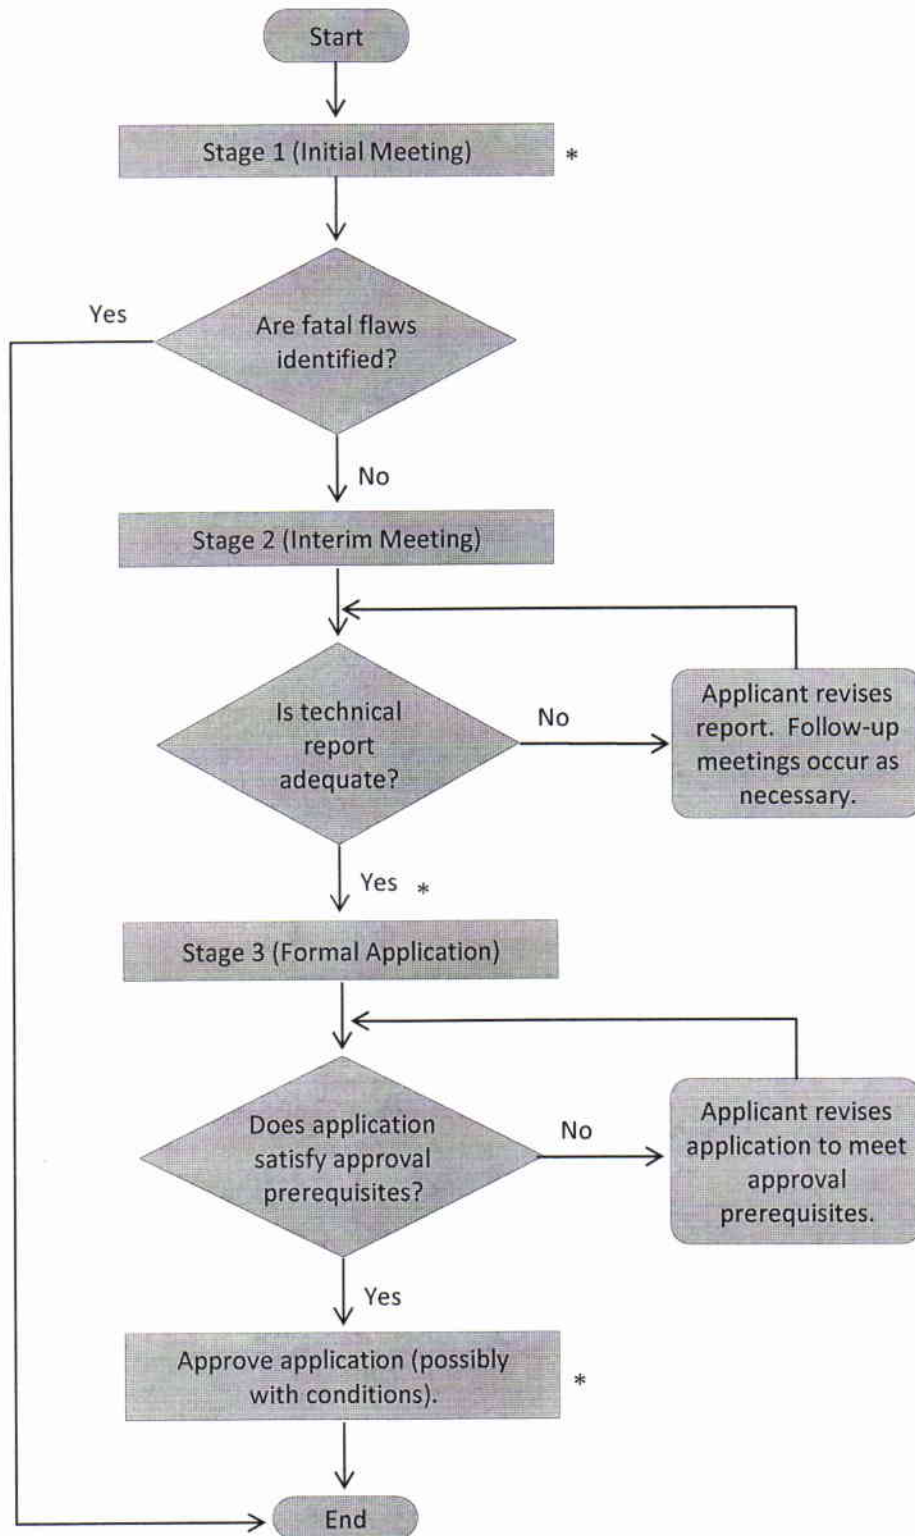 Start
Stage 1 (Initial Meeting)
*
Yes
Are fatal flaws
identified?
No
Stage 2 (Interim Meeting)
Is technical
report
adequate?
No
Applicant revises
report. Follow-up
meetings occur as
necessary.
Yes *
Stage 3 (Formal Application)
Does application
satisfy approval
prerequisites?
No
Applicant revises
application to meet
approval
prerequisites.
Yes
Approve application (possibly
with conditions).
*
End